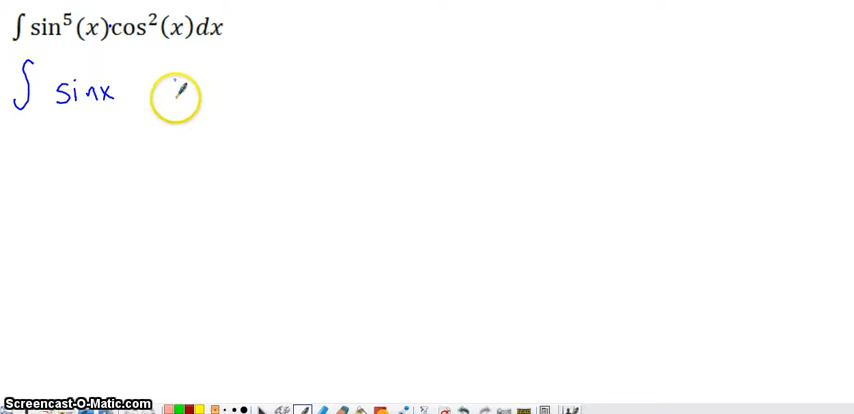 ∫ sin⁵(x)·cos²(x)dx
∫ sinx
Screencast-O-Matic.com